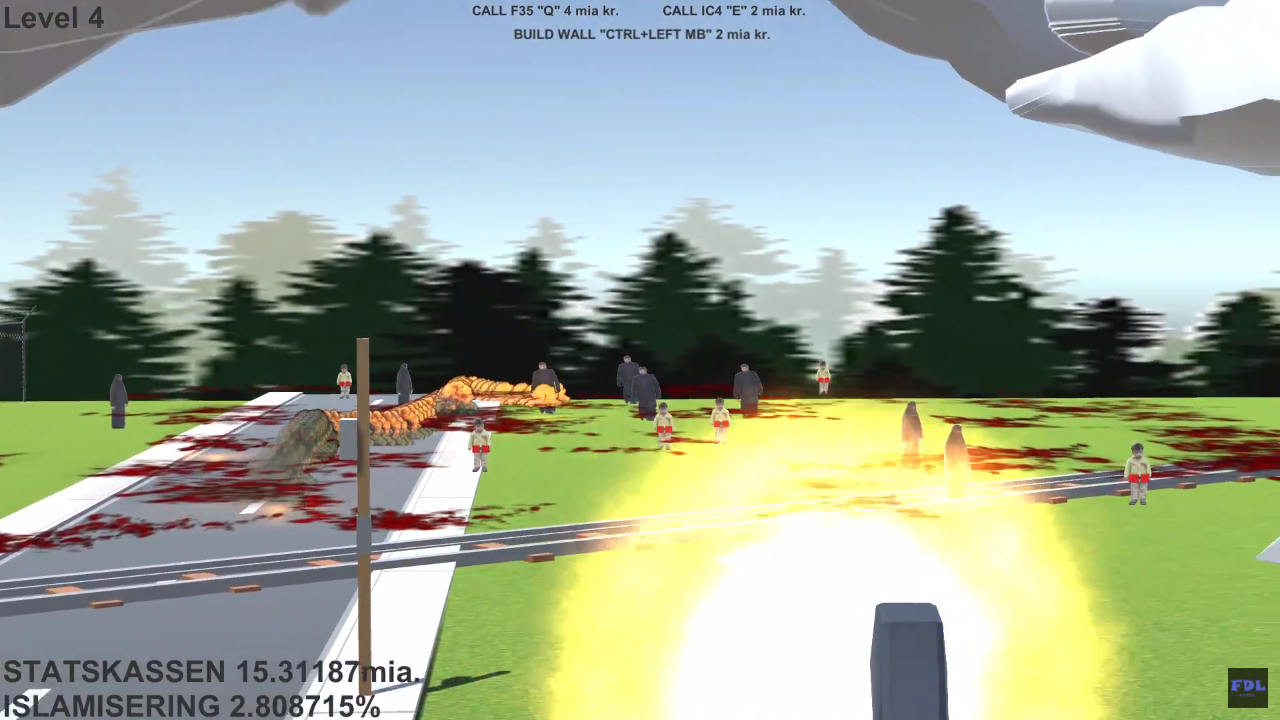 Level 4
CALL F35 "Q" 4 mia kr. CALL IC4 "E" 2 mia kr.
BUILD WALL "CTRL+LEFT MB" 2 mia kr.
STATSKASSEN 15.31187mia.
ISLAMISERING 2.808715%
FDL